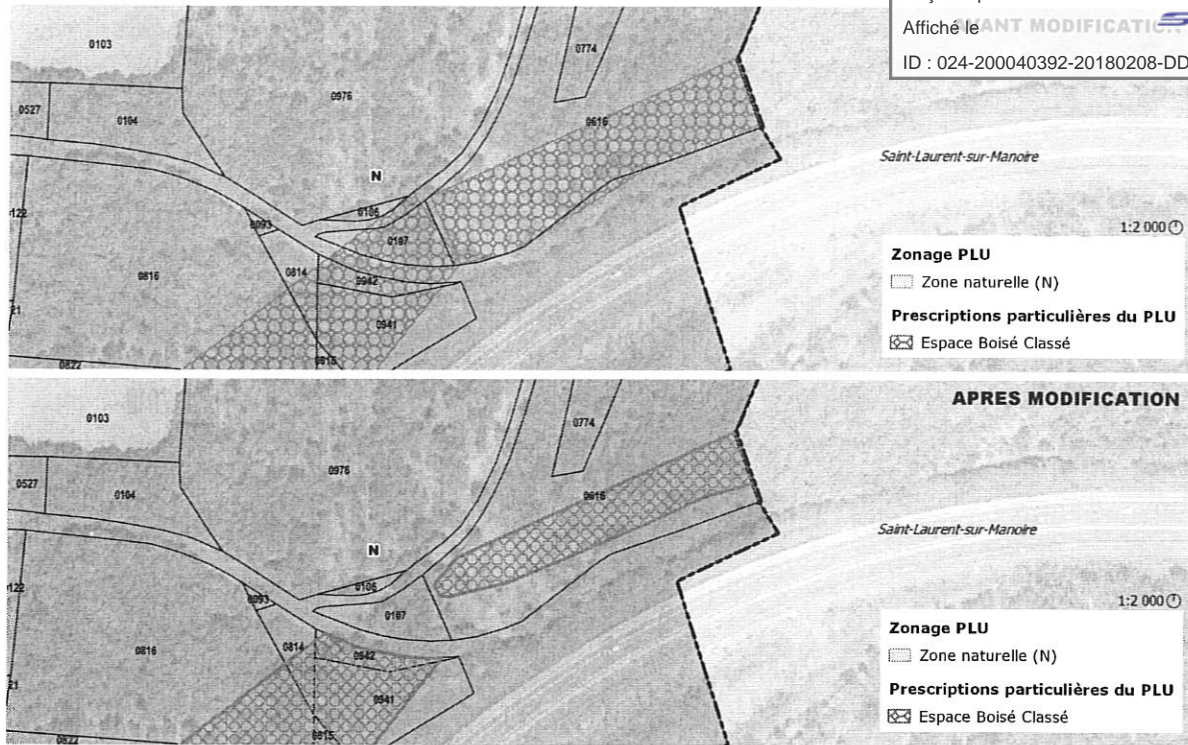 Affiché le
AVANT MODIFICATION
ID : 024-200040392-20180208-DD
0103
0774
0976
0527
0104
0616
Saint-Laurent-sur-Manoire
N
0106
1:2 000
0093
0107
0816
0814
0942
0941
0815
0822
Zonage PLU
Zone naturelle (N)
Prescriptions particulières du PLU
Espace Boisé Classé
APRES MODIFICATION
0103
0774
0976
0527
0104
0616
Saint-Laurent-sur-Manoire
N
0106
1:2 000
0093
0107
0816
0814
0942
0941
0815
0822
Zonage PLU
Zone naturelle (N)
Prescriptions particulières du PLU
Espace Boisé Classé